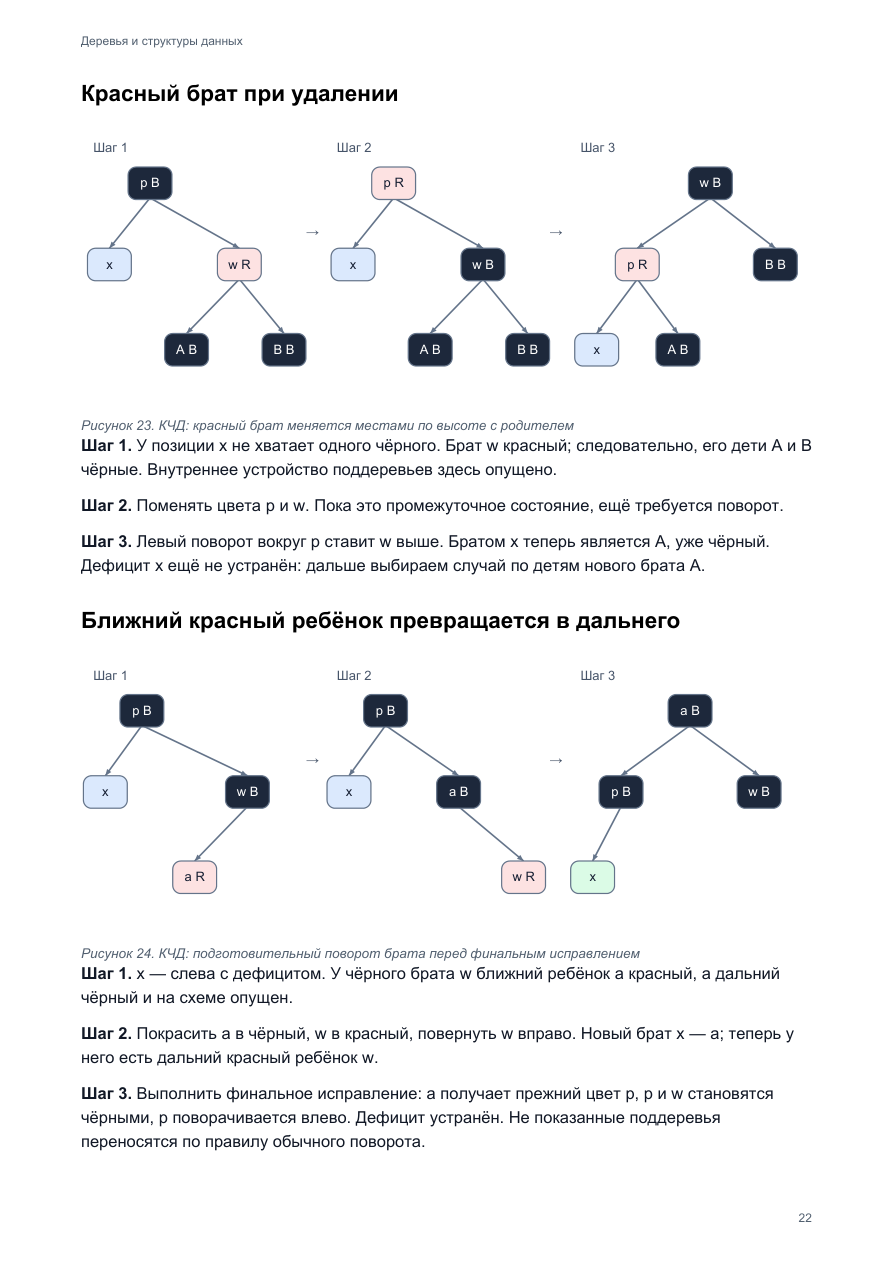 Деревья и структуры данных
Красный брат при удалении
Шаг 1
Шаг 2
Шаг 3
p B
p R
w B
→
→
x
w R
x
w B
p R
B B
A B
B B
A B
B B
x
A B
Рисунок 23. КЧД: красный брат меняется местами по высоте с родителем
Шаг 1. У позиции x не хватает одного чёрного. Брат w красный; следовательно, его дети A и B
чёрные. Внутреннее устройство поддеревьев здесь опущено.
Шаг 2. Поменять цвета p и w. Пока это промежуточное состояние, ещё требуется поворот.
Шаг 3. Левый поворот вокруг p ставит w выше. Братом x теперь является A, уже чёрный.
Дефицит x ещё не устранён: дальше выбираем случай по детям нового брата A.
Ближний красный ребёнок превращается в дальнего
Шаг 1
Шаг 2
Шаг 3
p B
p B
a B
→
→
x
w B
x
a B
p B
w B
a R
w R
x
Рисунок 24. КЧД: подготовительный поворот брата перед финальным исправлением
Шаг 1. x — слева с дефицитом. У чёрного брата w ближний ребёнок a красный, а дальний
чёрный и на схеме опущен.
Шаг 2. Покрасить a в чёрный, w в красный, повернуть w вправо. Новый брат x — a; теперь у
него есть дальний красный ребёнок w.
Шаг 3. Выполнить финальное исправление: a получает прежний цвет p, p и w становятся
чёрными, p поворачивается влево. Дефицит устранён. Не показанные поддеревья
переносятся по правилу обычного поворота.
22